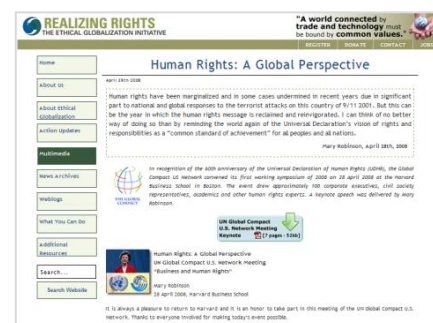 REALIZING RIGHTS
THE ETHICAL GLOBALIZATION INITIATIVE
"A world connected by
trade and technology must
be bound by common values."
REGISTER DONATE CONTACT JOBS
Home
About Us
About Ethical
Globalization
Action Updates
Multimedia
News Archives
Weblogs
What You Can Do
Additional
Resources
Search...
Search Website
Human Rights: A Global Perspective
April 28th 2008
Human rights have been marginalized and in some cases undermined in recent years due in significant
part to national and global responses to the terrorist attacks on this country of 9/11 2001. But this can
be the year in which the human rights message is reclaimed and reinvigorated. I can think of no better
way of doing so than by reminding the world again of the Universal Declaration's vision of rights and
responsibilities as a "common standard of achievement" for all peoples and all nations.
Mary Robinson, April 28th, 2008
THE GLOBAL
COMPACT
In recognition of the 60th anniversary of the Universal Declaration of Human Rights (UDHR), the Global
Compact US Network convened its first working symposium of 2008 on 28 April 2008 at the Harvard
Business School in Boston. The event drew approximately 100 corporate executives, civil society
representatives, academics and other human rights experts. A keynote speech was delivered by Mary
Robinson.
UN Global Compact
U.S. Network Meeting
Keynote [7 pages - 52kb]
Human Rights: A Global Perspective
UN Global Compact U.S. Network Meeting
"Business and Human Rights"
Mary Robinson
28 April 2008, Harvard Business School
It is always a pleasure to return to Harvard and it is an honor to take part in this meeting of the UN Global Compact U.S.
Network. Thanks to everyone involved for making today's event possible.